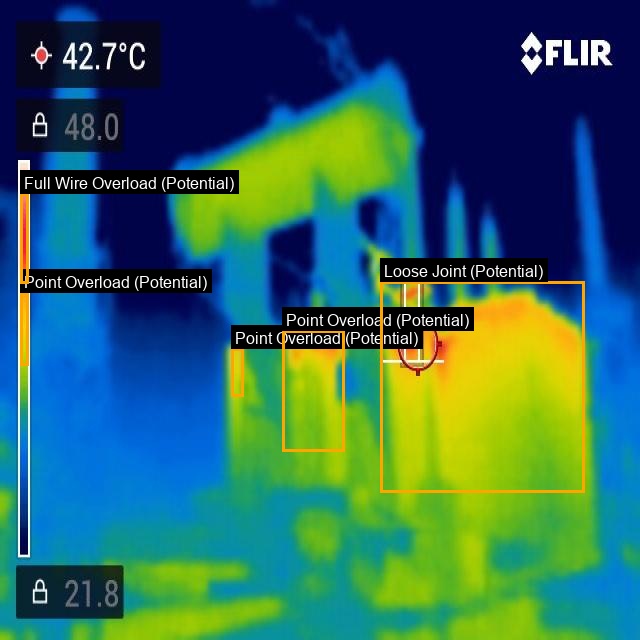 42.7°C
FLIR
48.0
Full Wire Overload (Potential)
Loose Joint (Potential)
Point Overload (Potential)
Point Overload (Potential)
Point Overload (Potential)
21.8